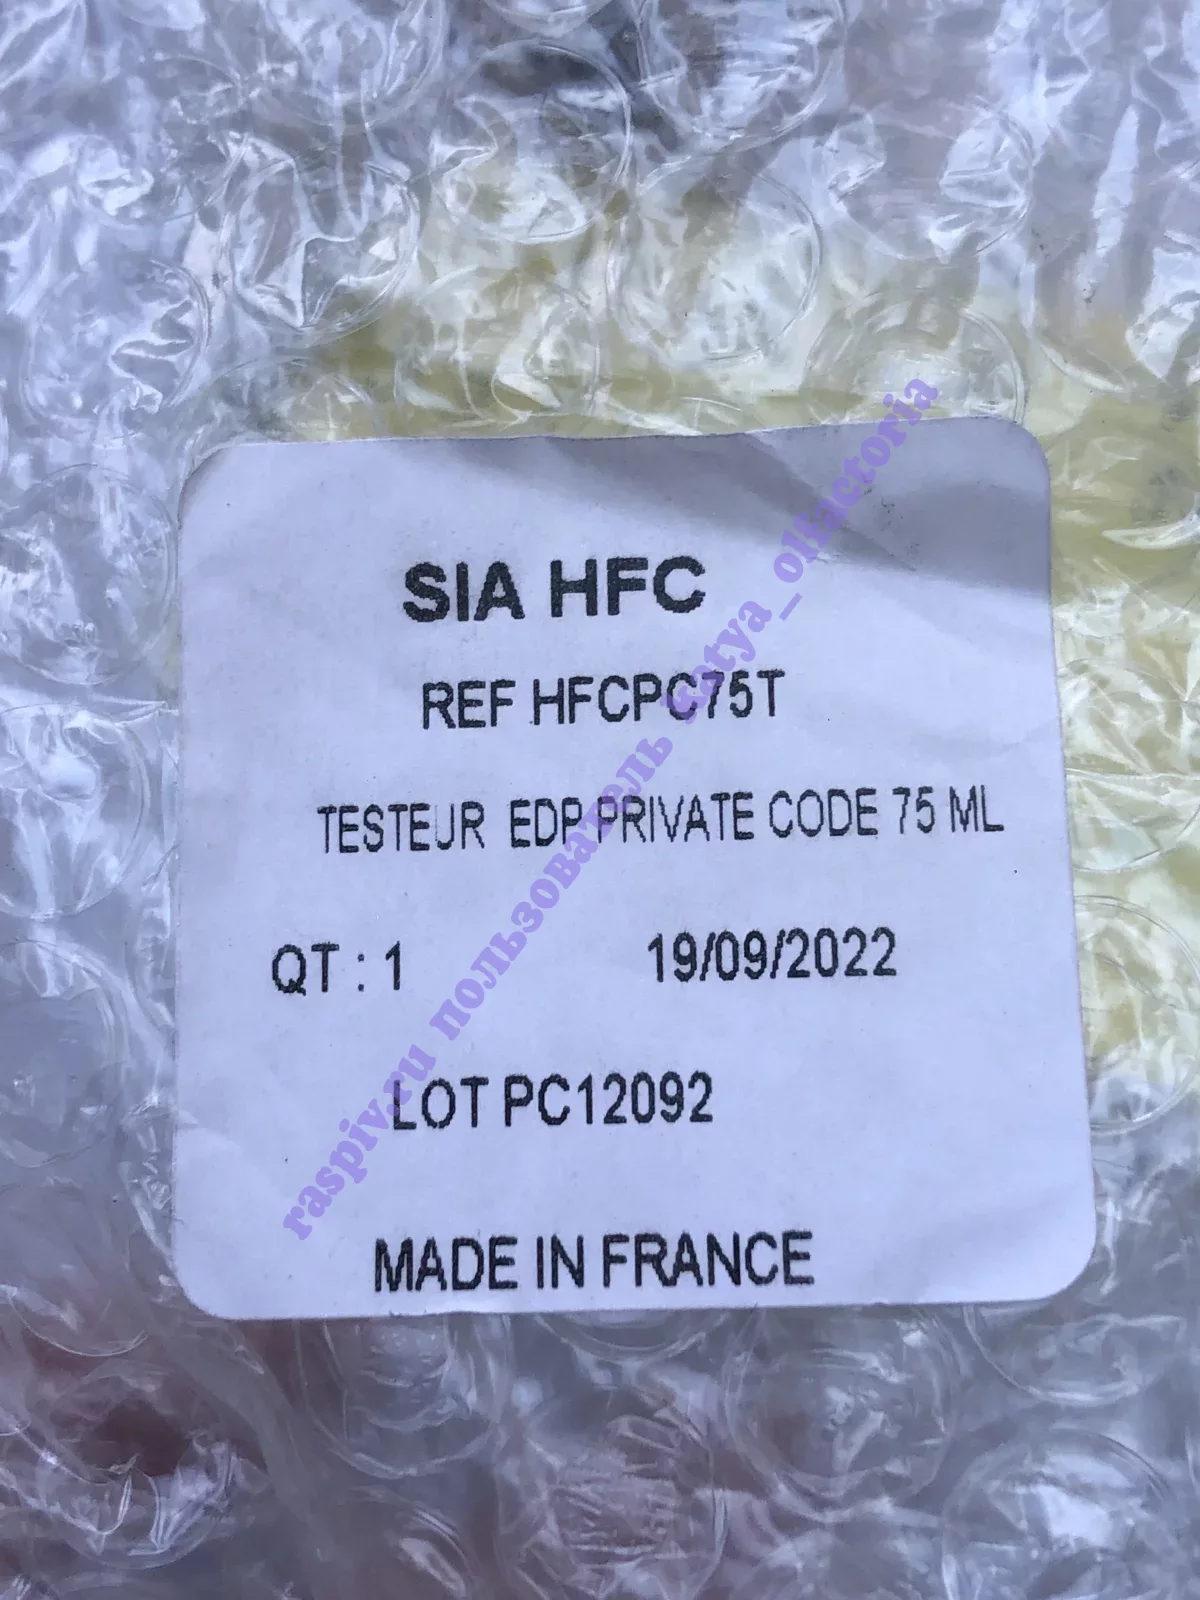 SIA HFC
REF HFCPC75T
TESTEUR EDP PRIVATE CODE 75 ML
QT : 1 19/09/2022
LOT PC12092
MADE IN FRANCE
raspiv.ru пользователь katya_olfactoria